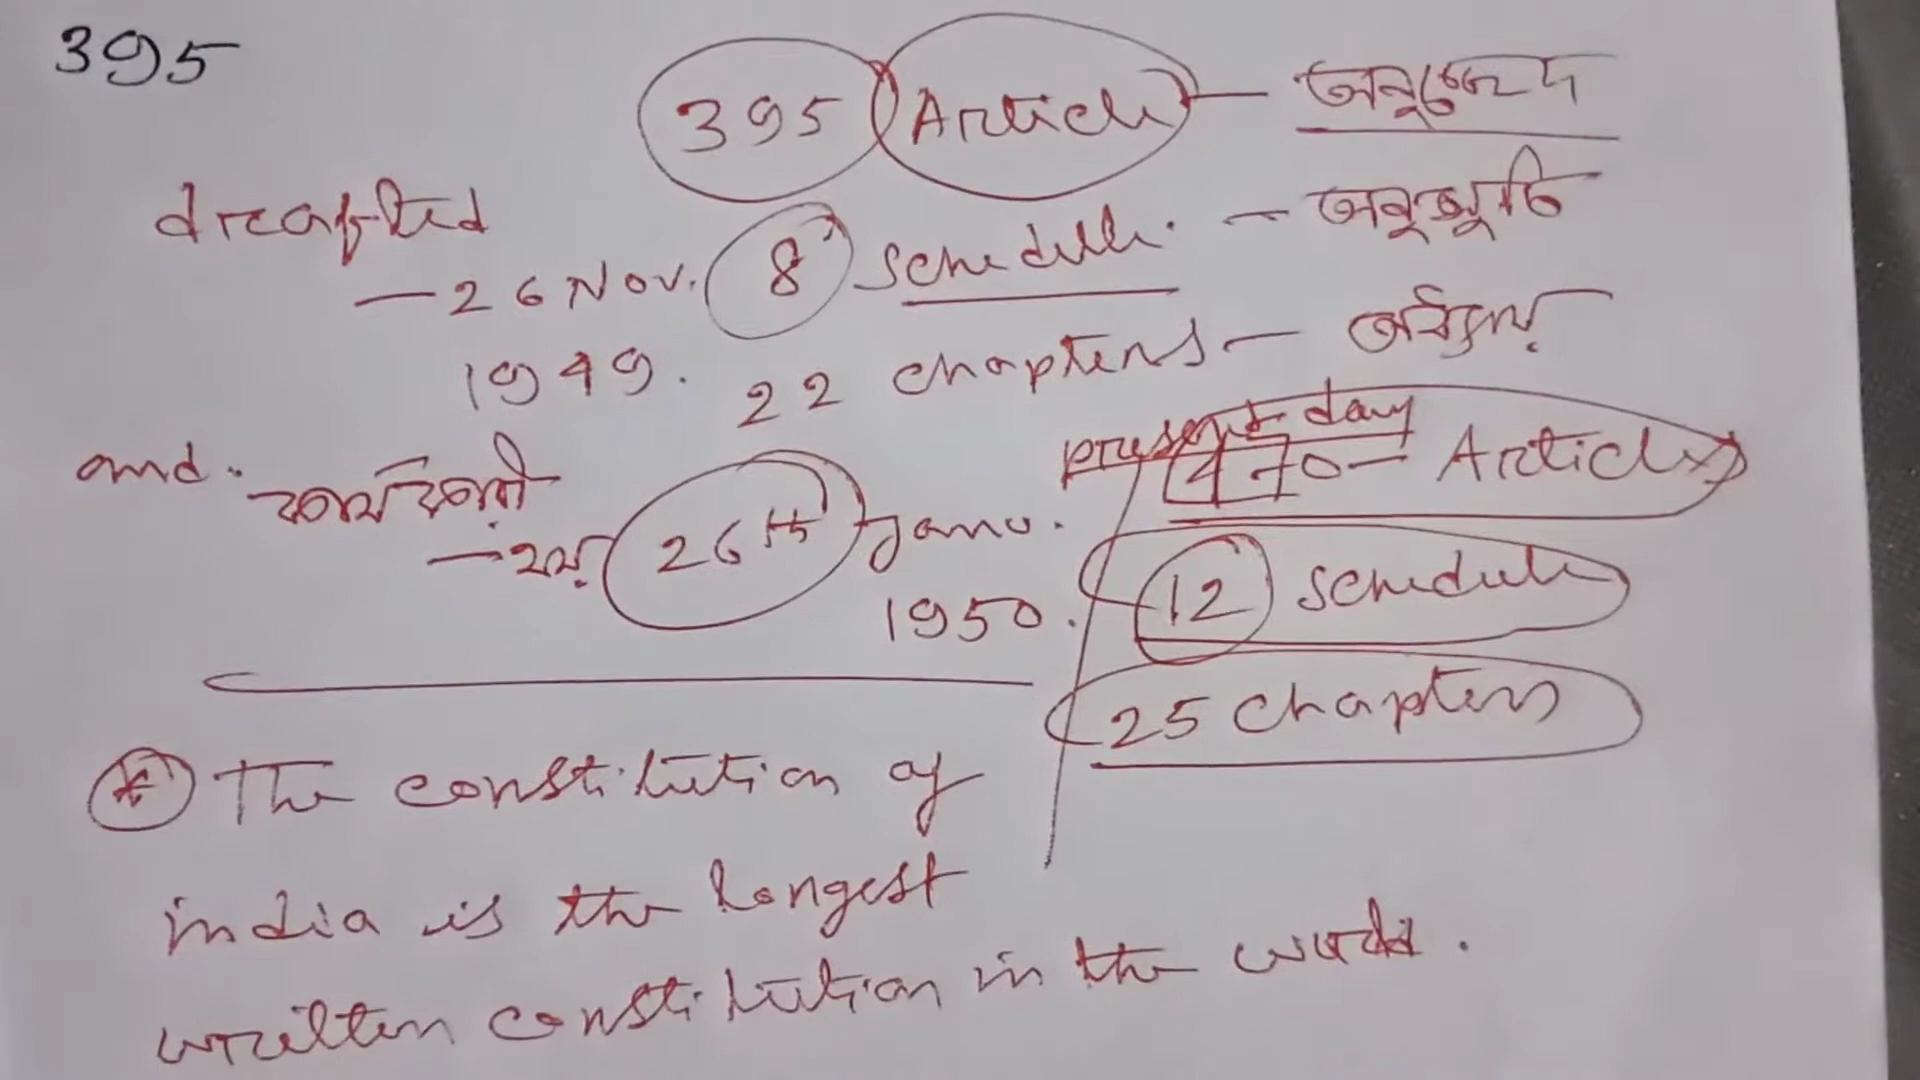 395
395 Article — অনুচ্ছেদ
drafted
— 26 Nov.
1949.
8 schedule. — অনুসূচি
22 chapters — অধ্যায়
and. কার্যকরী
— হয় 26th Janu.
1950.
present day
470 — Articles
12 schedule
25 chapters
The constitution of
india is the longest
written constitution in the world.